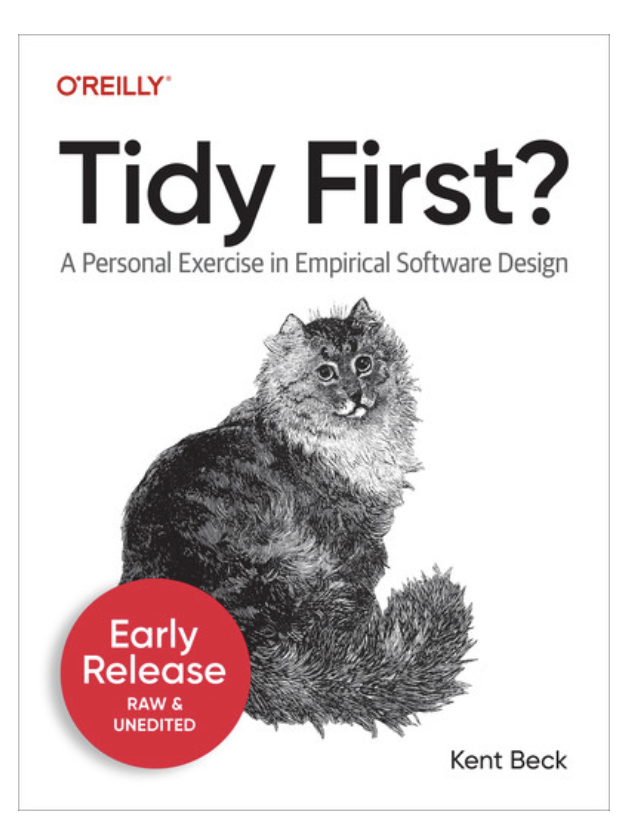 O'REILLY®
Tidy First?
A Personal Exercise in Empirical Software Design
Early
Release
RAW &
UNEDITED
Kent Beck